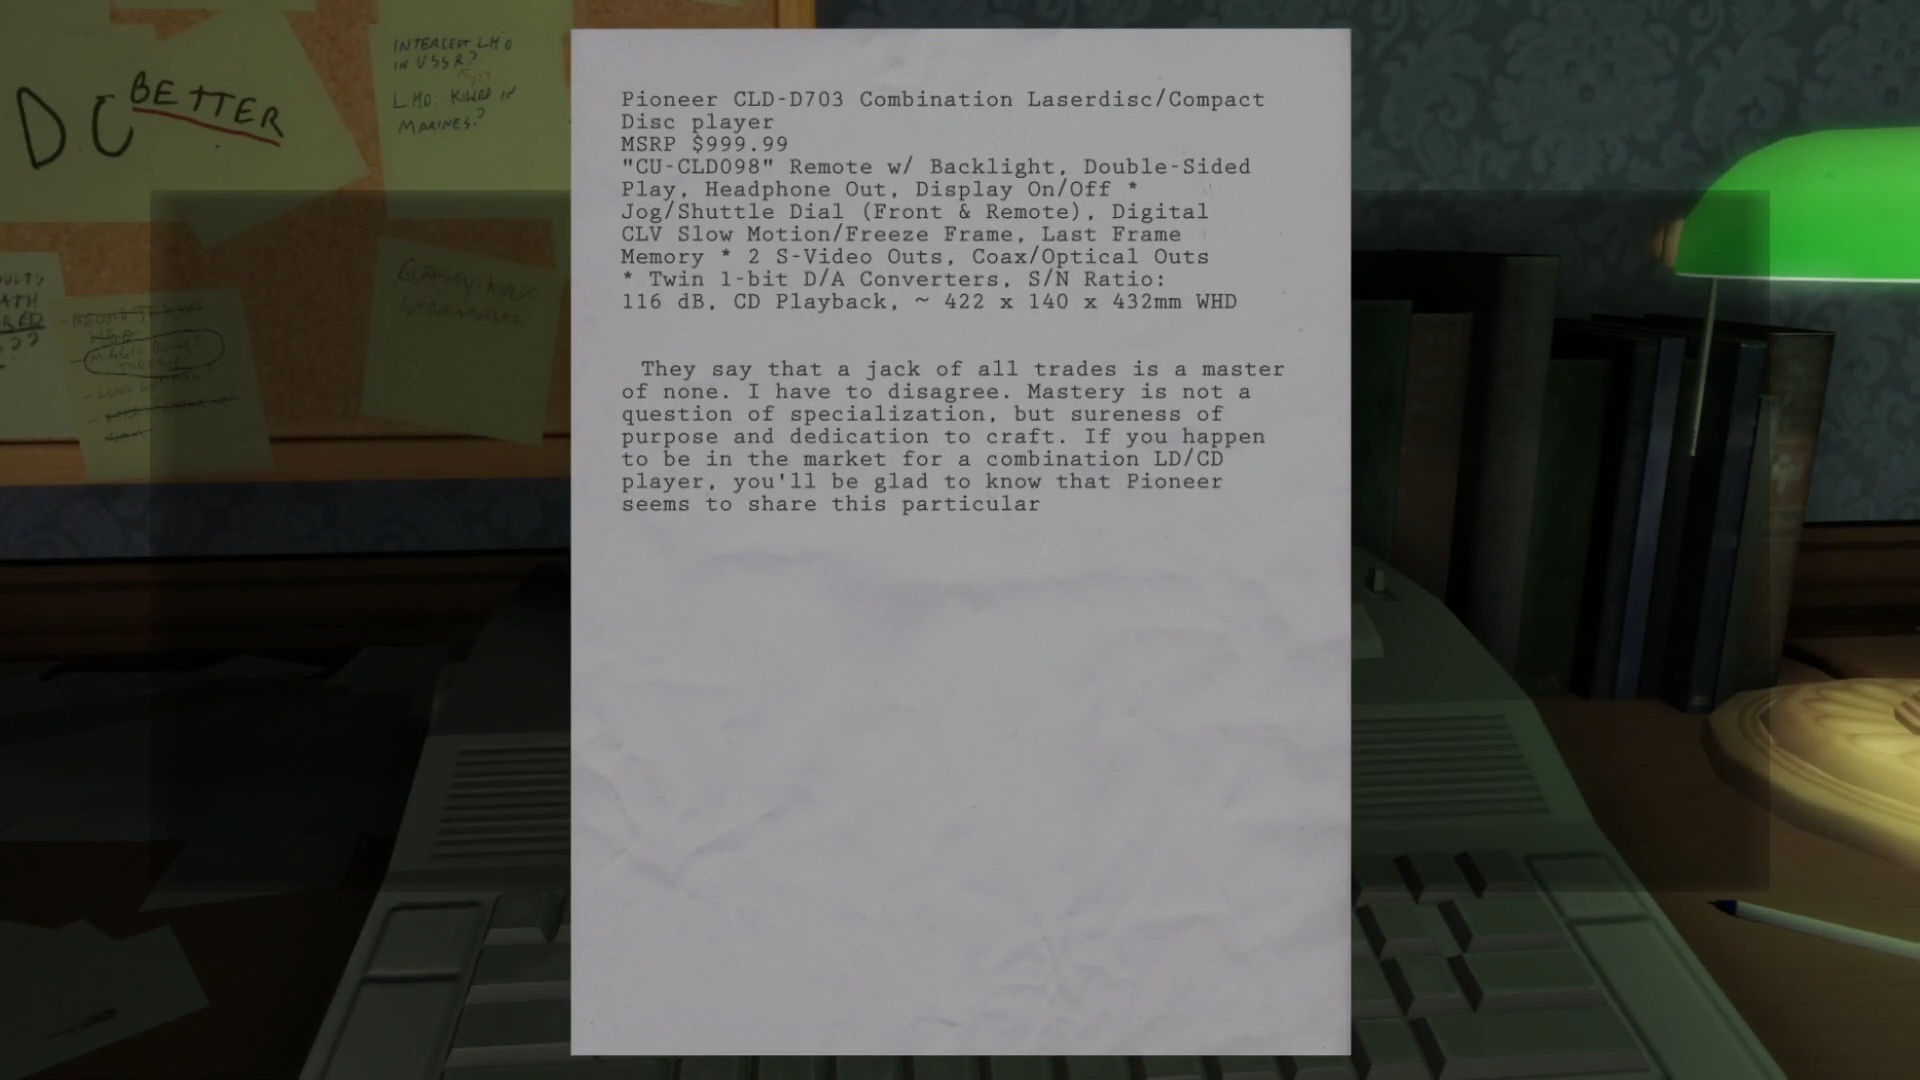 DC BETTER
INTERCEPT LHO
IN USSR?
LHO: KILLED IN
MARINES?
Pioneer CLD-D703 Combination Laserdisc/Compact
Disc player
MSRP $999.99
"CU-CLD098" Remote w/ Backlight, Double-Sided
Play, Headphone Out, Display On/Off *
Jog/Shuttle Dial (Front & Remote), Digital
CLV Slow Motion/Freeze Frame, Last Frame
Memory * 2 S-Video Outs, Coax/Optical Outs
* Twin 1-bit D/A Converters, S/N Ratio:
116 dB, CD Playback, ~ 422 x 140 x 432mm WHD
They say that a jack of all trades is a master
of none. I have to disagree. Mastery is not a
question of specialization, but sureness of
purpose and dedication to craft. If you happen
to be in the market for a combination LD/CD
player, you'll be glad to know that Pioneer
seems to share this particular